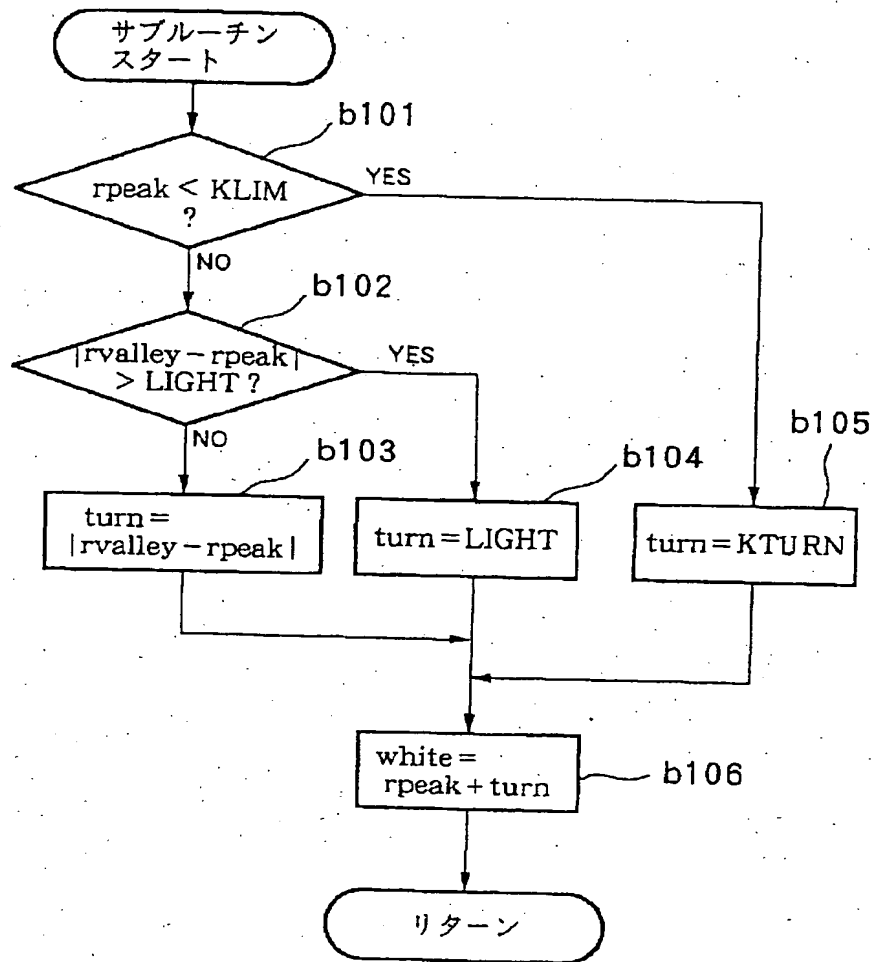 サブルーチン
スタート
b101
rpeak < KLIM
?
YES
NO
b102
|rvalley−rpeak|
> LIGHT ?
YES
NO
b103
turn=
|rvalley−rpeak|
b104
turn=LIGHT
b105
turn=KTURN
white=
rpeak+turn
b106
リターン